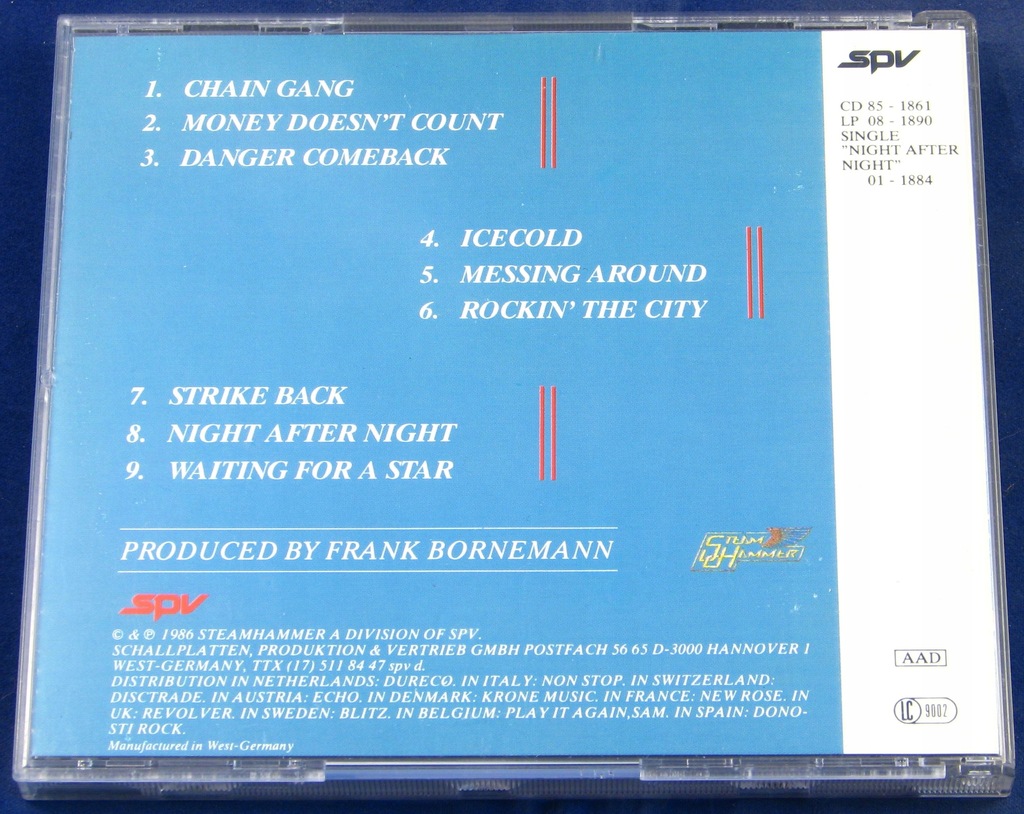 1. CHAIN GANG
2. MONEY DOESN'T COUNT
3. DANGER COMEBACK
4. ICECOLD
5. MESSING AROUND
6. ROCKIN' THE CITY
7. STRIKE BACK
8. NIGHT AFTER NIGHT
9. WAITING FOR A STAR
PRODUCED BY FRANK BORNEMANN
STEAM
HAMMER
spv
© & ℗ 1986 STEAMHAMMER A DIVISION OF SPV.
SCHALLPLATTEN, PRODUKTION & VERTRIEB GMBH POSTFACH 56 65 D-3000 HANNOVER 1
WEST-GERMANY, TTX (17) 511 84 47 spv d.
DISTRIBUTION IN NETHERLANDS: DURECO. IN ITALY: NON STOP. IN SWITZERLAND:
DISCTRADE. IN AUSTRIA: ECHO. IN DENMARK: KRONE MUSIC. IN FRANCE: NEW ROSE. IN
UK: REVOLVER. IN SWEDEN: BLITZ. IN BELGIUM: PLAY IT AGAIN, SAM. IN SPAIN: DONO-
STI ROCK.
Manufactured in West-Germany
spv
CD 85 - 1861
LP 08 - 1890
SINGLE
"NIGHT AFTER
NIGHT"
01 - 1884
AAD
LC 9002